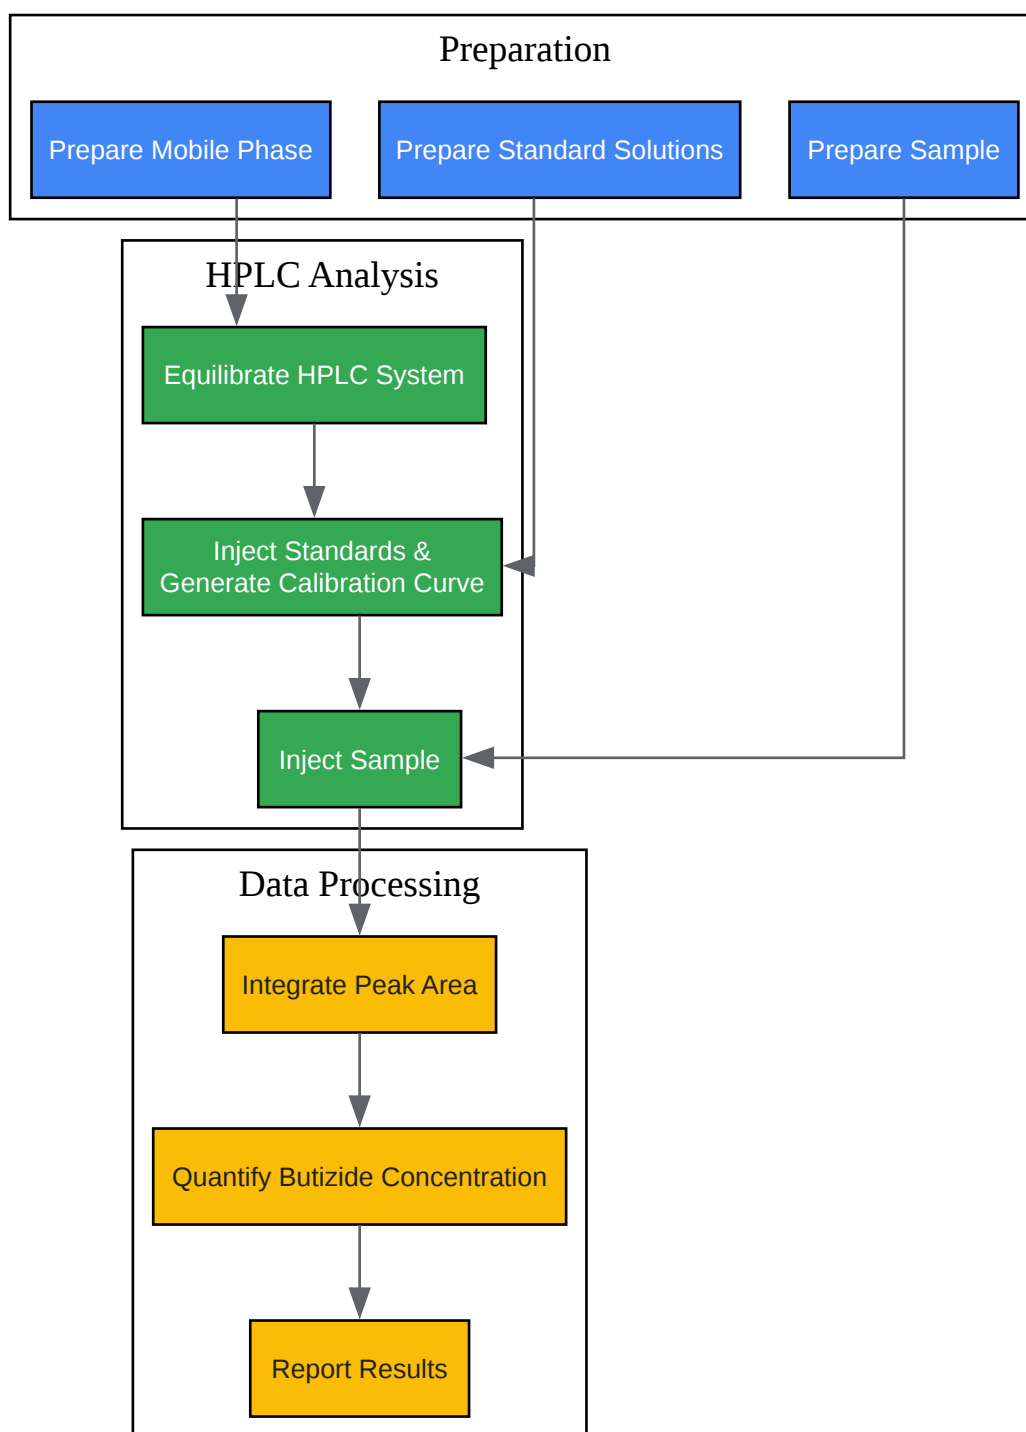 Preparation
Prepare Mobile Phase
Prepare Standard Solutions
Prepare Sample
HPLC Analysis
Equilibrate HPLC System
Inject Standards &
Generate Calibration Curve
Inject Sample
Data Processing
Integrate Peak Area
Quantify Butizide Concentration
Report Results